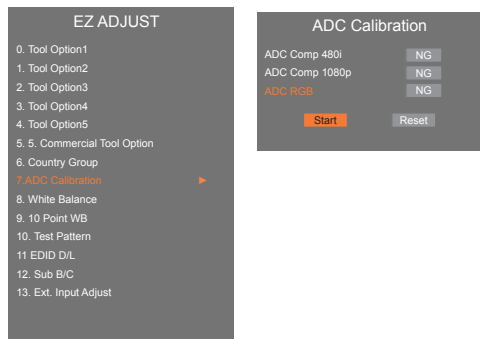 EZ ADJUST
0. Tool Option1
1. Tool Option2
2. Tool Option3
3. Tool Option4
4. Tool Option5
5. 5. Commercial Tool Option
6. Country Group
7.ADC Calibration ►
8. White Balance
9. 10 Point WB
10. Test Pattern
11 EDID D/L
12. Sub B/C
13. Ext. Input Adjust
ADC Calibration
ADC Comp 480i NG
ADC Comp 1080p NG
ADC RGB NG
Start Reset